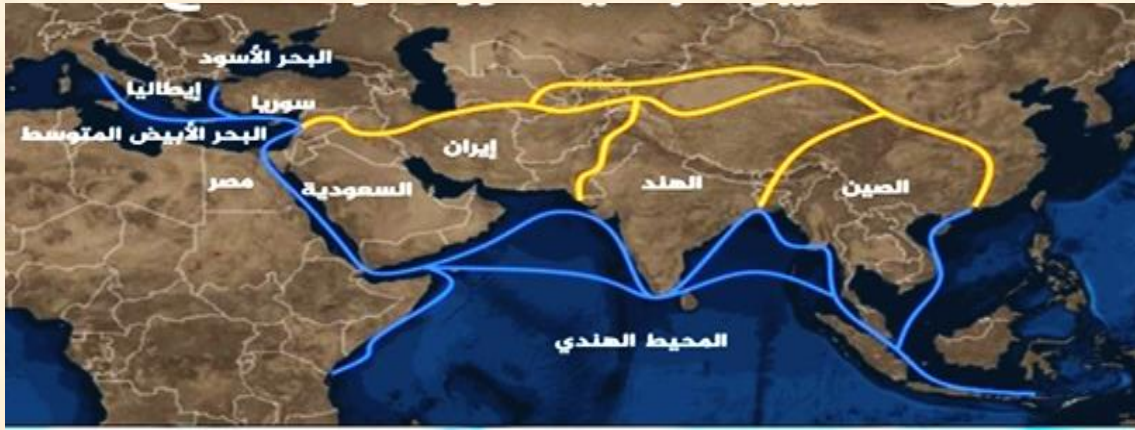 البحر الأسود
إيطاليا
سوريا
البحر الأبيض المتوسط
إيران
مصر
السعودية
الهند
الصين
المحيط الهندي